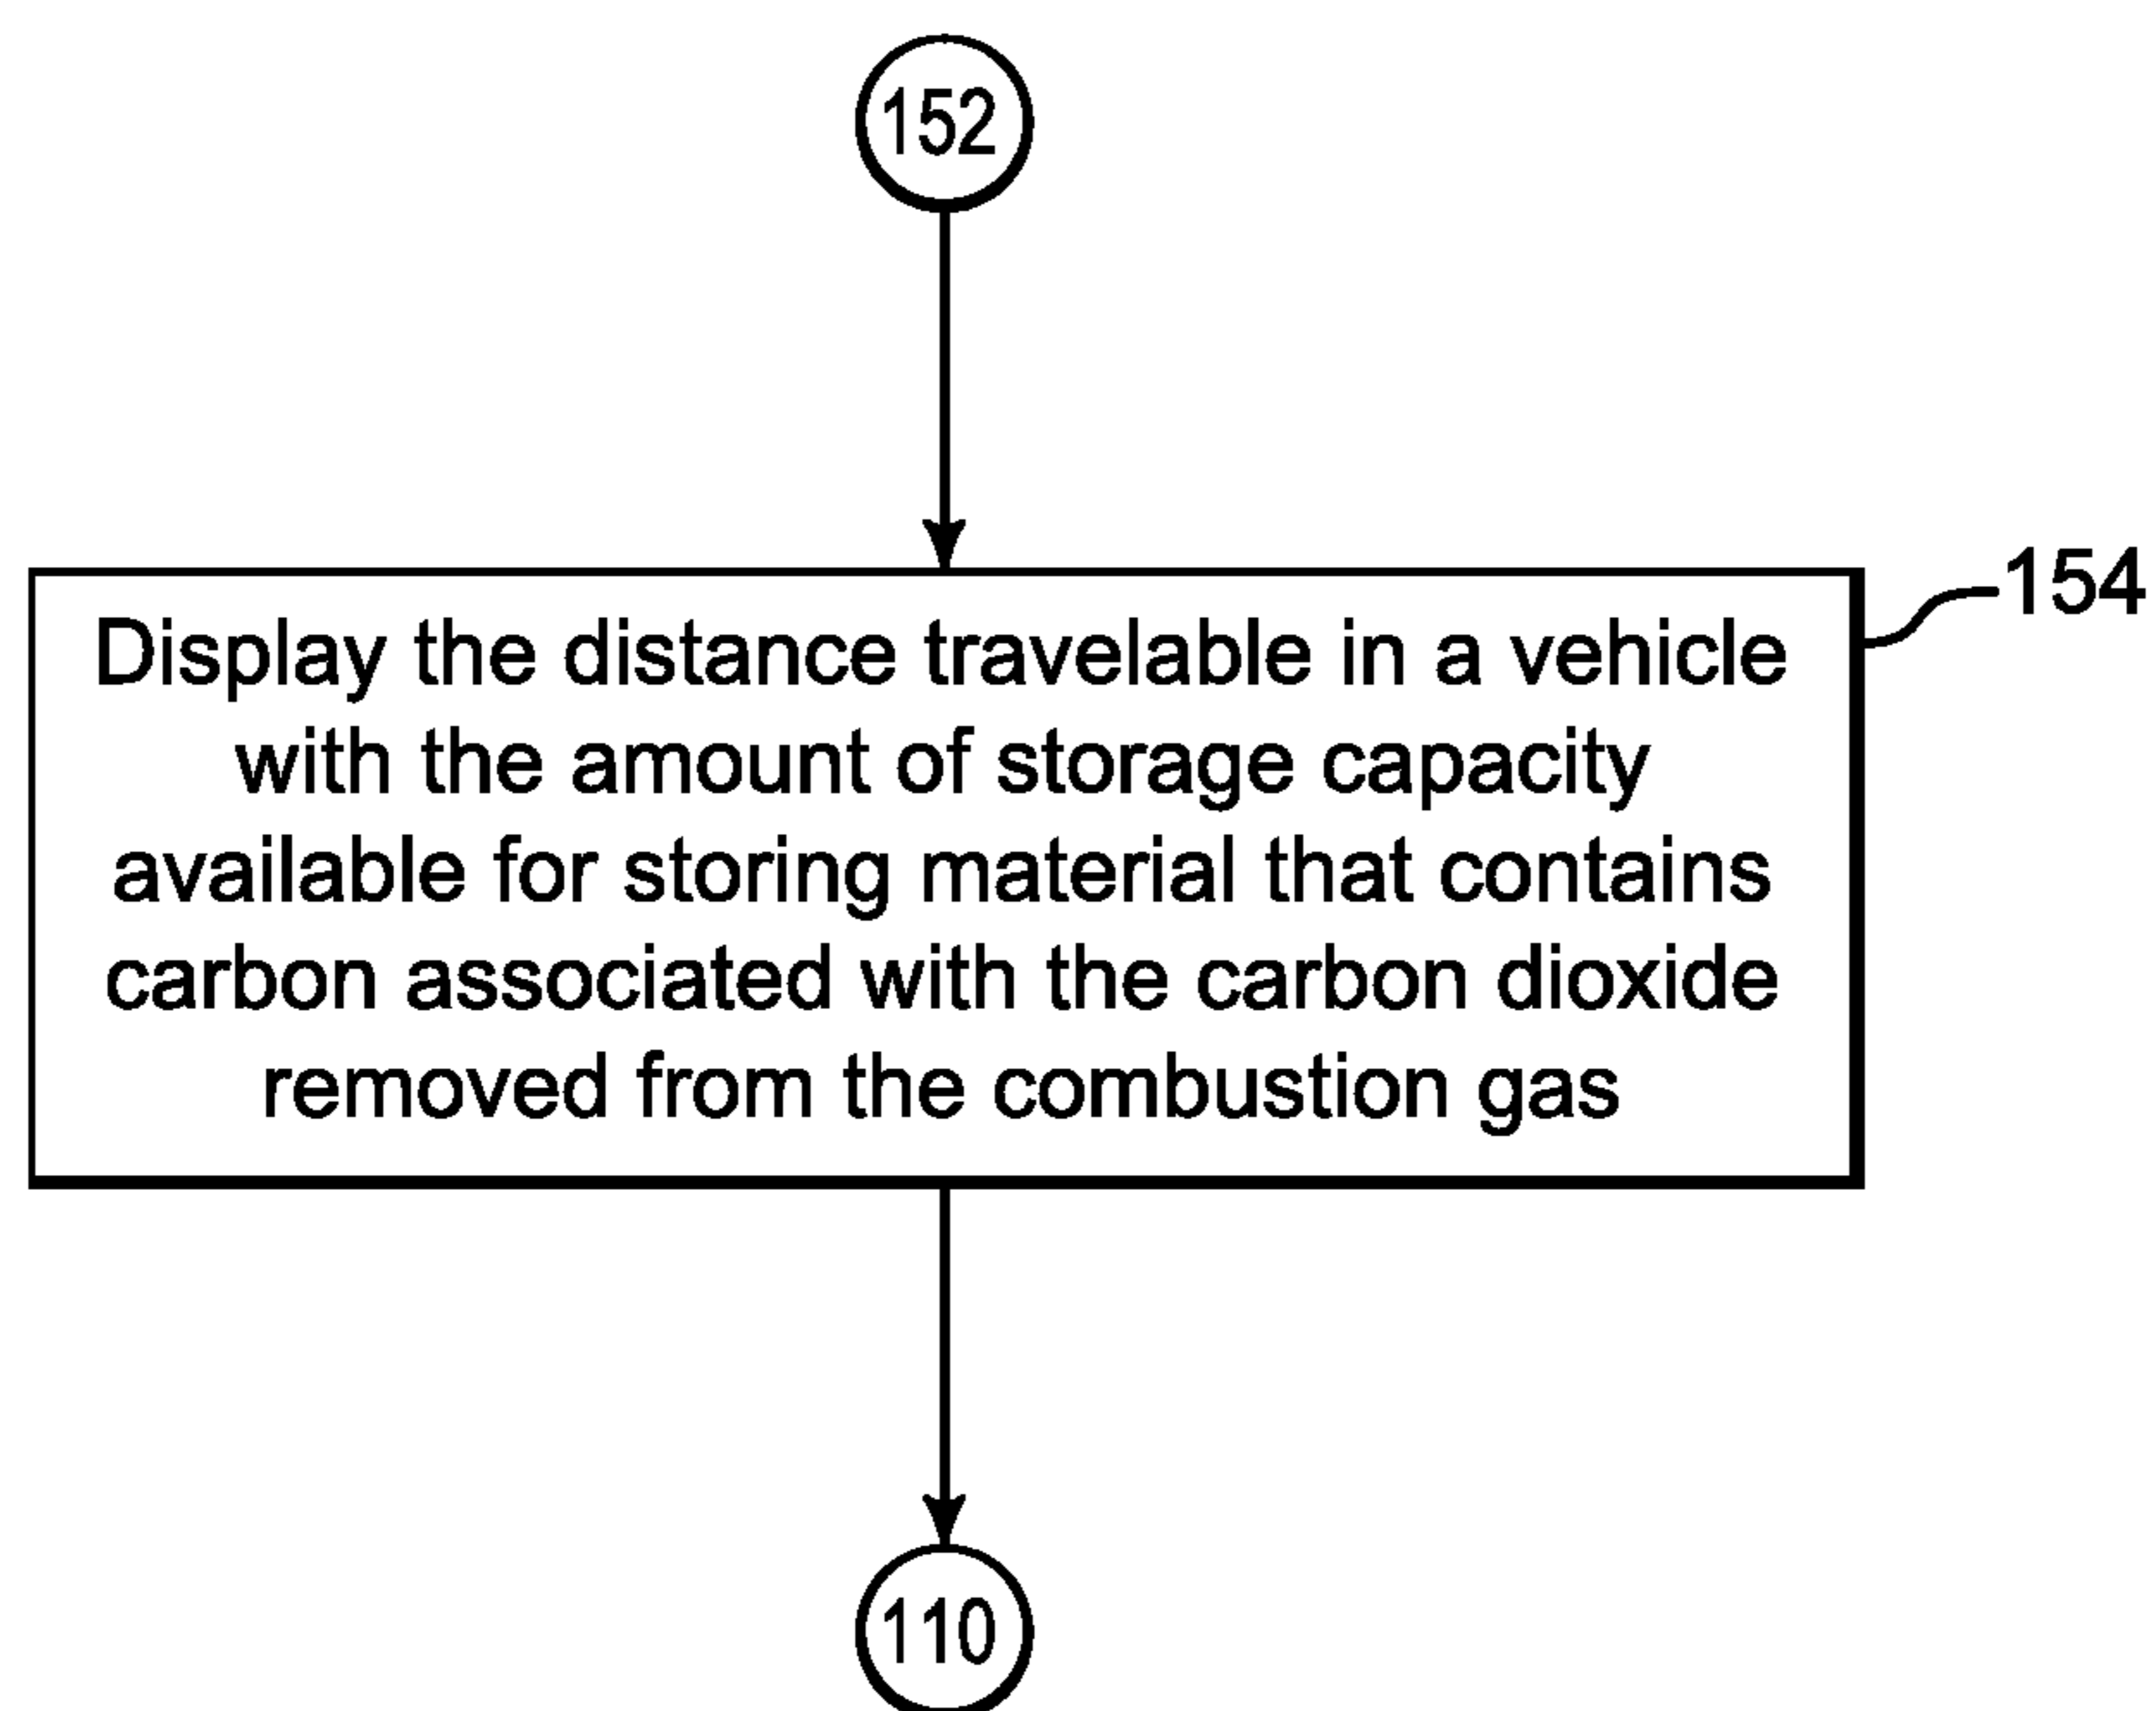 152
154
Display the distance travelable in a vehicle
with the amount of storage capacity
available for storing material that contains
carbon associated with the carbon dioxide
removed from the combustion gas
110